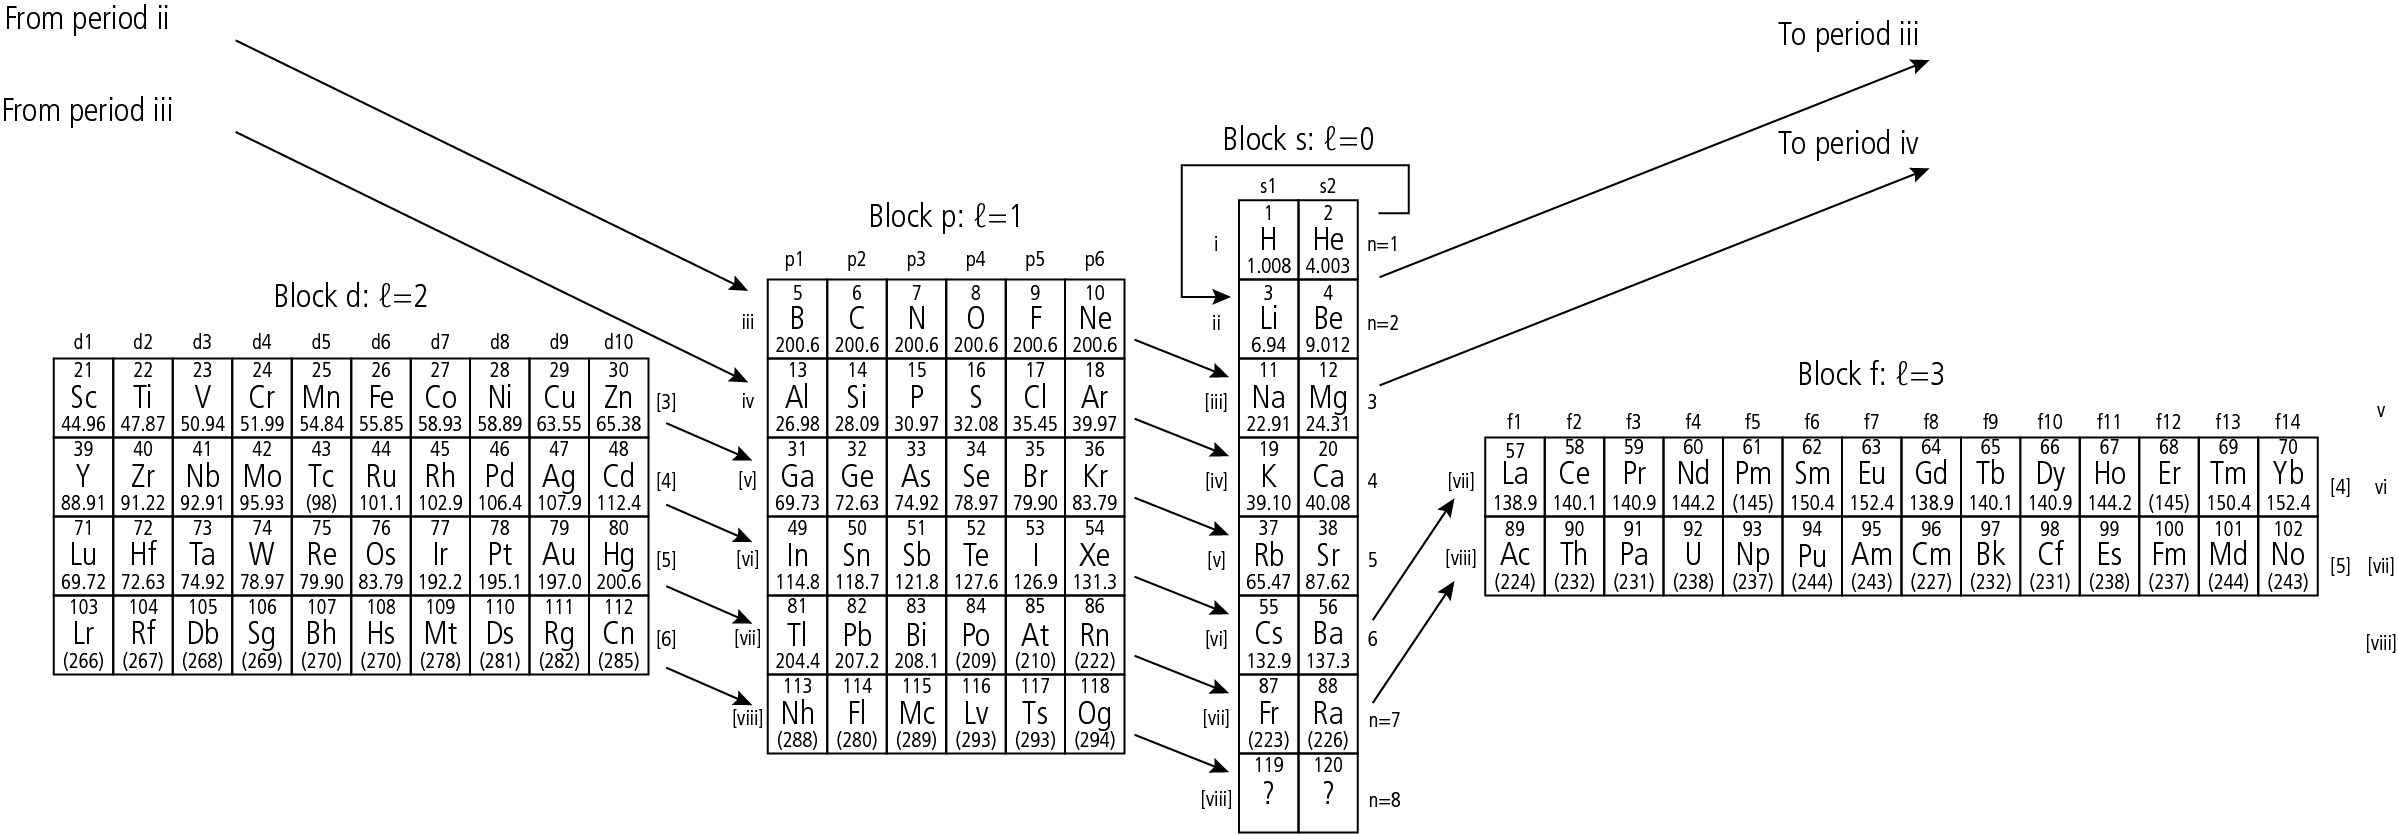 From period ii
To period iii
From period iii
To period iv
Block s: ℓ=0
s1 s2
1 2
i H He n=1
1.008 4.003
3 4
ii Li Be n=2
6.94 9.012
11 12
[iii] Na Mg 3
22.91 24.31
19 20
[iv] K Ca 4
39.10 40.08
37 38
[v] Rb Sr 5
65.47 87.62
55 56
[vi] Cs Ba 6
132.9 137.3
87 88
[vii] Fr Ra n=7
(223) (226)
119 120
[viii] ? ? n=8
Block p: ℓ=1
p1 p2 p3 p4 p5 p6
5 6 7 8 9 10
iii B C N O F Ne
200.6 200.6 200.6 200.6 200.6 200.6
13 14 15 16 17 18
iv Al Si P S Cl Ar
26.98 28.09 30.97 32.08 35.45 39.97
31 32 33 34 35 36
[v] Ga Ge As Se Br Kr
69.73 72.63 74.92 78.97 79.90 83.79
49 50 51 52 53 54
[vi] In Sn Sb Te I Xe
114.8 118.7 121.8 127.6 126.9 131.3
81 82 83 84 85 86
[vii] Tl Pb Bi Po At Rn
204.4 207.2 208.1 (209) (210) (222)
113 114 115 116 117 118
[viii] Nh Fl Mc Lv Ts Og
(288) (280) (289) (293) (293) (294)
Block d: ℓ=2
d1 d2 d3 d4 d5 d6 d7 d8 d9 d10
21 22 23 24 25 26 27 28 29 30
Sc Ti V Cr Mn Fe Co Ni Cu Zn [3]
44.96 47.87 50.94 51.99 54.84 55.85 58.93 58.89 63.55 65.38
39 40 41 42 43 44 45 46 47 48
Y Zr Nb Mo Tc Ru Rh Pd Ag Cd [4]
88.91 91.22 92.91 95.93 (98) 101.1 102.9 106.4 107.9 112.4
71 72 73 74 75 76 77 78 79 80
Lu Hf Ta W Re Os Ir Pt Au Hg [5]
69.72 72.63 74.92 78.97 79.90 83.79 192.2 195.1 197.0 200.6
103 104 105 106 107 108 109 110 111 112
Lr Rf Db Sg Bh Hs Mt Ds Rg Cn [6]
(266) (267) (268) (269) (270) (270) (278) (281) (282) (285)
Block f: ℓ=3
f1 f2 f3 f4 f5 f6 f7 f8 f9 f10 f11 f12 f13 f14 v
57 58 59 60 61 62 63 64 65 66 67 68 69 70
[vii] La Ce Pr Nd Pm Sm Eu Gd Tb Dy Ho Er Tm Yb [4] vi
138.9 140.1 140.9 144.2 (145) 150.4 152.4 138.9 140.1 140.9 144.2 (145) 150.4 152.4
89 90 91 92 93 94 95 96 97 98 99 100 101 102
[viii] Ac Th Pa U Np Pu Am Cm Bk Cf Es Fm Md No [5] [vii]
(224) (232) (231) (238) (237) (244) (243) (227) (232) (231) (238) (237) (244) (243)
[viii]